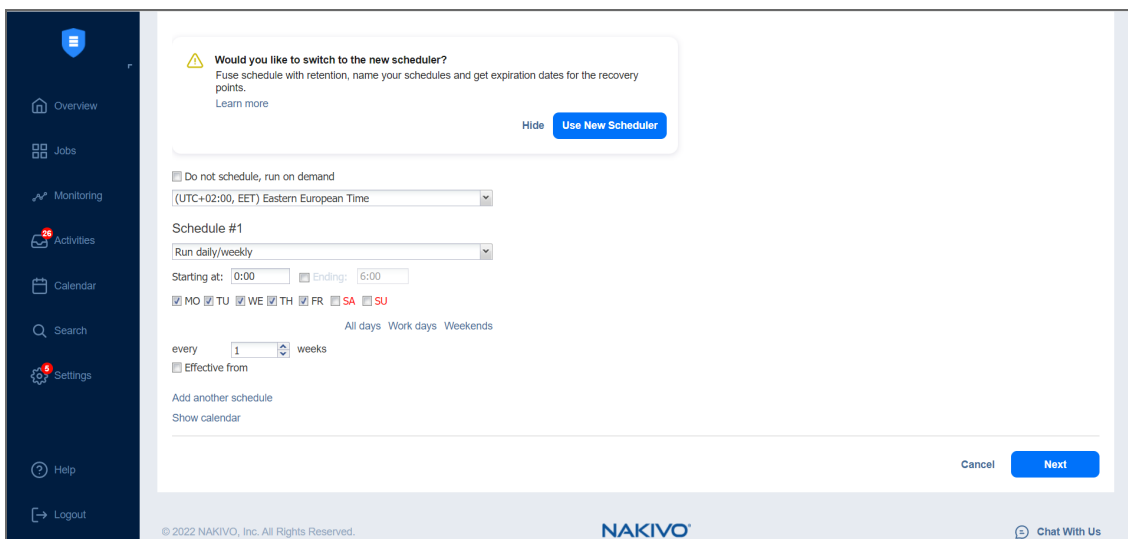 Would you like to switch to the new scheduler?
Fuse schedule with retention, name your schedules and get expiration dates for the recovery
points.
Learn more
Hide Use New Scheduler
Overview
Jobs
Monitoring
26
Activities
Calendar
Search
5
Settings
Help
Logout
Do not schedule, run on demand
(UTC+02:00, EET) Eastern European Time
Schedule #1
Run daily/weekly
Starting at: 0:00 Ending: 6:00
MO TU WE TH FR SA SU
All days Work days Weekends
every 1 weeks
Effective from
Add another schedule
Show calendar
Cancel Next
© 2022 NAKIVO, Inc. All Rights Reserved. NAKIVO® Chat With Us